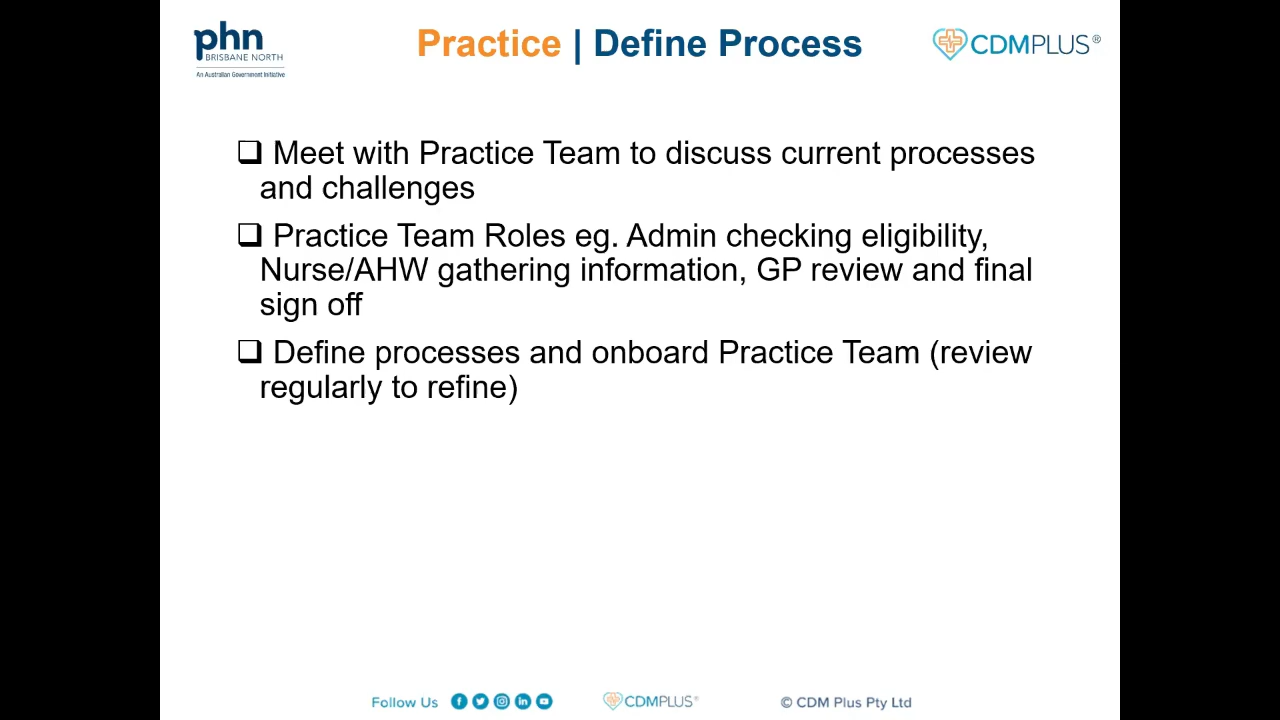 phn
BRISBANE NORTH
An Australian Government Initiative
Practice | Define Process
CDMPLUS®
Meet with Practice Team to discuss current processes
and challenges
Practice Team Roles eg. Admin checking eligibility,
Nurse/AHW gathering information, GP review and final
sign off
Define processes and onboard Practice Team (review
regularly to refine)
Follow Us
CDMPLUS®
© CDM Plus Pty Ltd